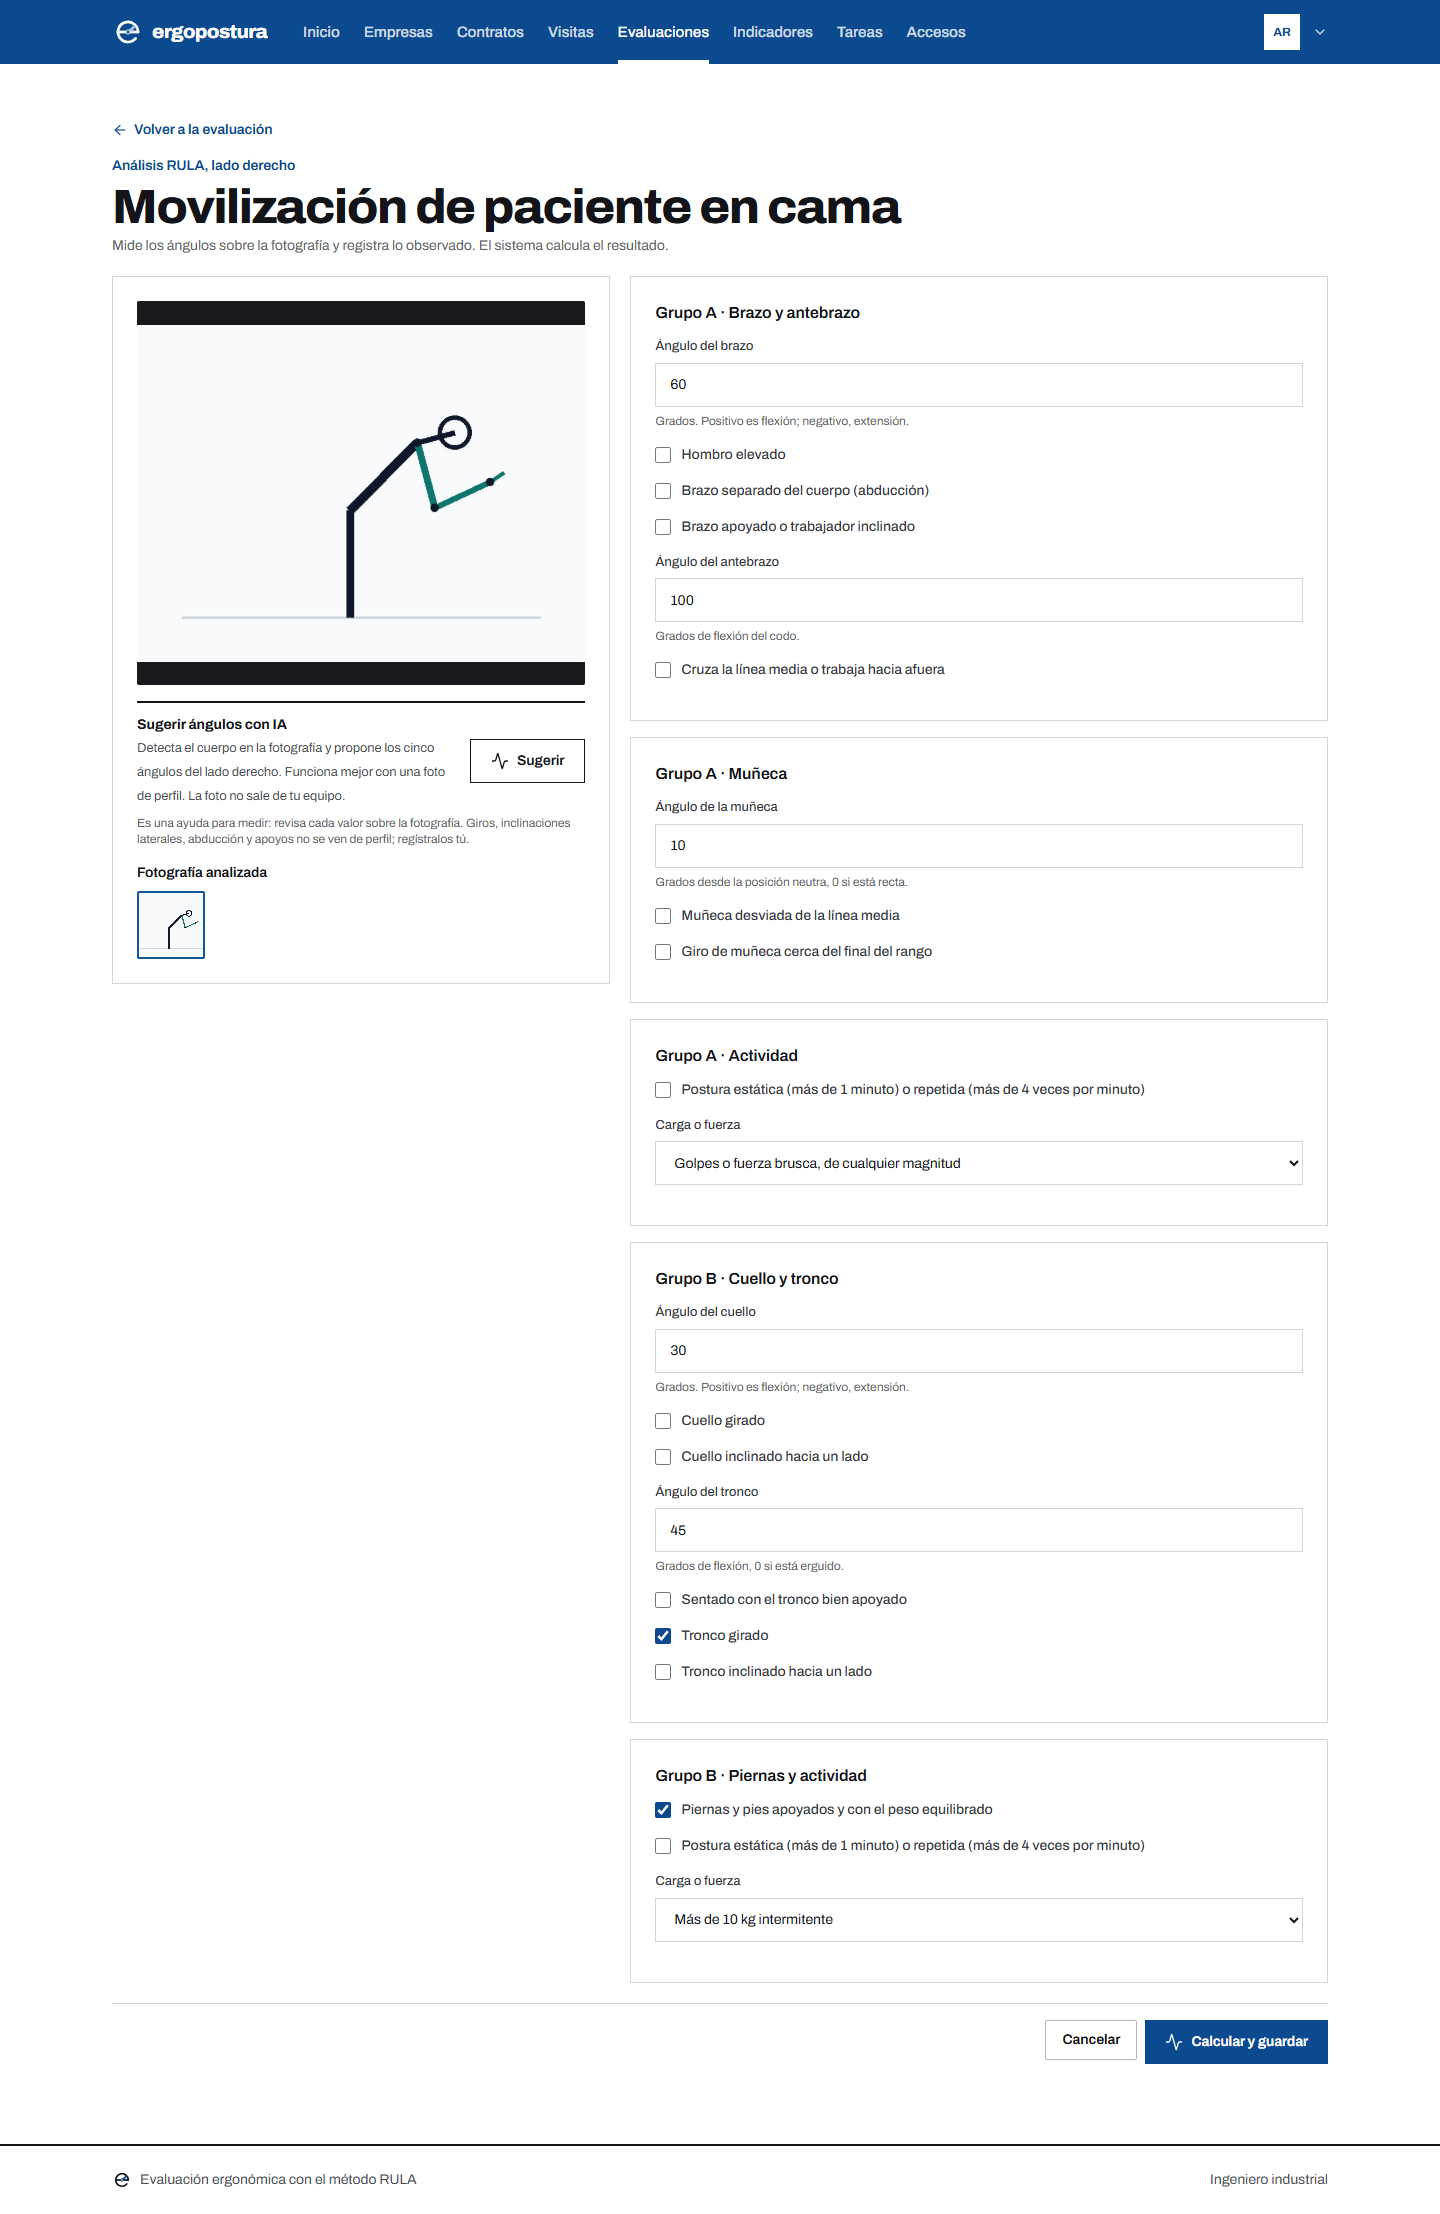 ergopostura
Inicio
Empresas
Contratos
Visitas
Evaluaciones
Indicadores
Tareas
Accesos
AR
Volver a la evaluación
Análisis RULA, lado derecho
Movilización de paciente en cama
Mide los ángulos sobre la fotografía y registra lo observado. El sistema calcula el resultado.
Sugerir ángulos con IA
Detecta el cuerpo en la fotografía y propone los cinco
ángulos del lado derecho. Funciona mejor con una foto
de perfil. La foto no sale de tu equipo.
Sugerir
Es una ayuda para medir: revisa cada valor sobre la fotografía. Giros, inclinaciones
laterales, abducción y apoyos no se ven de perfil; regístralos tú.
Fotografía analizada
Grupo A · Brazo y antebrazo
Ángulo del brazo
60
Grados. Positivo es flexión; negativo, extensión.
Hombro elevado
Brazo separado del cuerpo (abducción)
Brazo apoyado o trabajador inclinado
Ángulo del antebrazo
100
Grados de flexión del codo.
Cruza la línea media o trabaja hacia afuera
Grupo A · Muñeca
Ángulo de la muñeca
10
Grados desde la posición neutra, 0 si está recta.
Muñeca desviada de la línea media
Giro de muñeca cerca del final del rango
Grupo A · Actividad
Postura estática (más de 1 minuto) o repetida (más de 4 veces por minuto)
Carga o fuerza
Golpes o fuerza brusca, de cualquier magnitud
Grupo B · Cuello y tronco
Ángulo del cuello
30
Grados. Positivo es flexión; negativo, extensión.
Cuello girado
Cuello inclinado hacia un lado
Ángulo del tronco
45
Grados de flexión, 0 si está erguido.
Sentado con el tronco bien apoyado
Tronco girado
Tronco inclinado hacia un lado
Grupo B · Piernas y actividad
Piernas y pies apoyados y con el peso equilibrado
Postura estática (más de 1 minuto) o repetida (más de 4 veces por minuto)
Carga o fuerza
Más de 10 kg intermitente
Cancelar
Calcular y guardar
Evaluación ergonómica con el método RULA
Ingeniero industrial